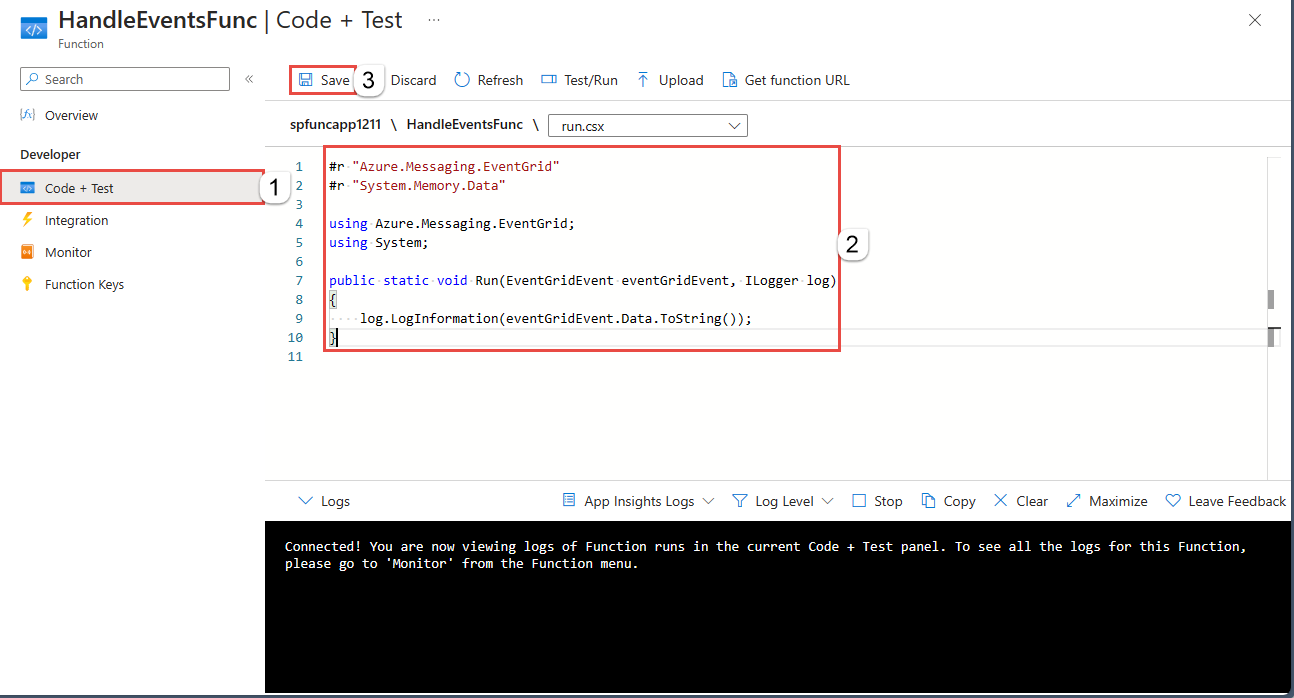 HandleEventsFunc | Code + Test ...
Function
Search «
Save 3 Discard Refresh Test/Run Upload Get function URL
Overview
spfuncapp1211 \ HandleEventsFunc \ run.csx
Developer
Code + Test 1
Integration
Monitor
Function Keys
1 #r "Azure.Messaging.EventGrid"
2 #r "System.Memory.Data"
3
4 using Azure.Messaging.EventGrid;
5 using System;
2
6
7 public static void Run(EventGridEvent eventGridEvent, ILogger log)
8 {
9 log.LogInformation(eventGridEvent.Data.ToString());
10 }
11
Logs App Insights Logs Log Level Stop Copy Clear Maximize Leave Feedback
Connected! You are now viewing logs of Function runs in the current Code + Test panel. To see all the logs for this Function,
please go to 'Monitor' from the Function menu.